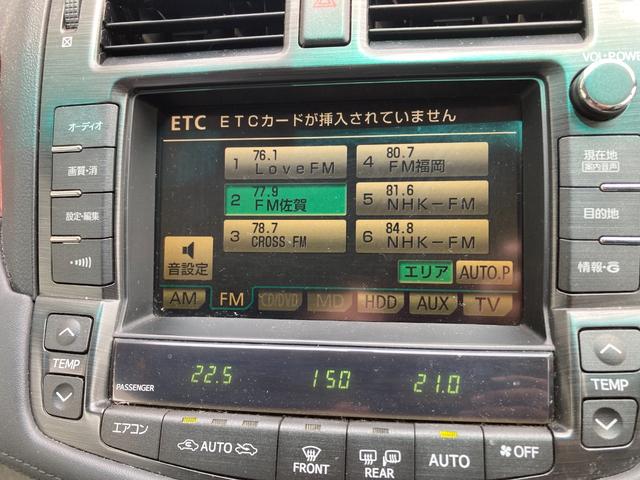 VOL・POWER
オーディオ
画質・消
設定・編集
ETC ETCカードが挿入されていません
1 76.1 LoveFM
2 77.9 FM佐賀
3 78.7 CROSS FM
4 80.7 FM福岡
5 81.6 NHK-FM
6 84.8 NHK-FM
音設定
エリア AUTO.P
AM FM CD/DVD MD HDD AUX TV
現在地
案内音声
目的地
情報・G
TEMP
PASSENGER 22.5 150 21.0
TEMP
エアコン
AUTO
FRONT
REAR
AUTO
OFF